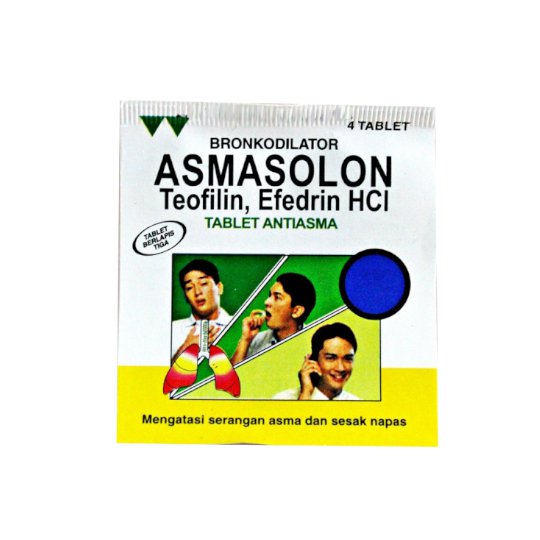 4 TABLET
BRONKODILATOR
ASMASOLON
Teofilin, Efedrin HCl
TABLET ANTIASMA
TABLET
BERLAPIS
TIGA
Mengatasi serangan asma dan sesak napas